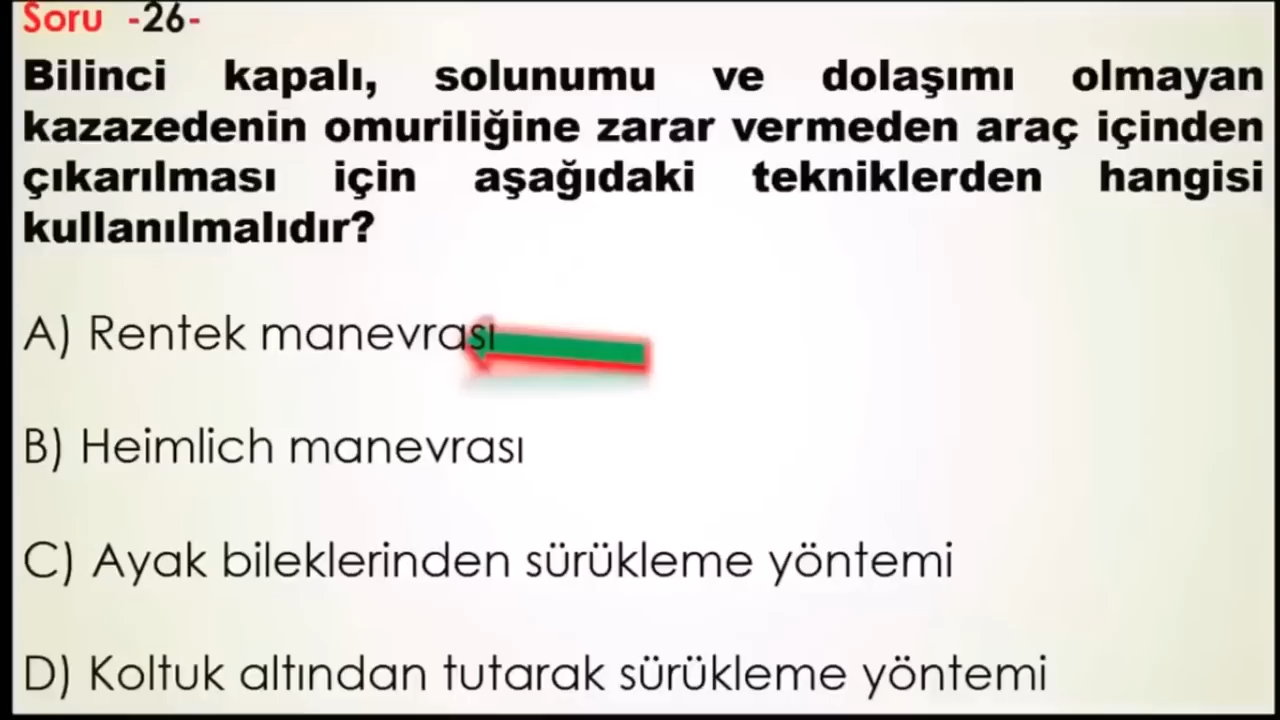 Soru -26-
Bilinci kapalı, solunumu ve dolaşımı olmayan
kazazedenin omuriliğine zarar vermeden araç içinden
çıkarılması için aşağıdaki tekniklerden hangisi
kullanılmalıdır?
A) Rentek manevrası
B) Heimlich manevrası
C) Ayak bileklerinden sürükleme yöntemi
D) Koltuk altından tutarak sürükleme yöntemi